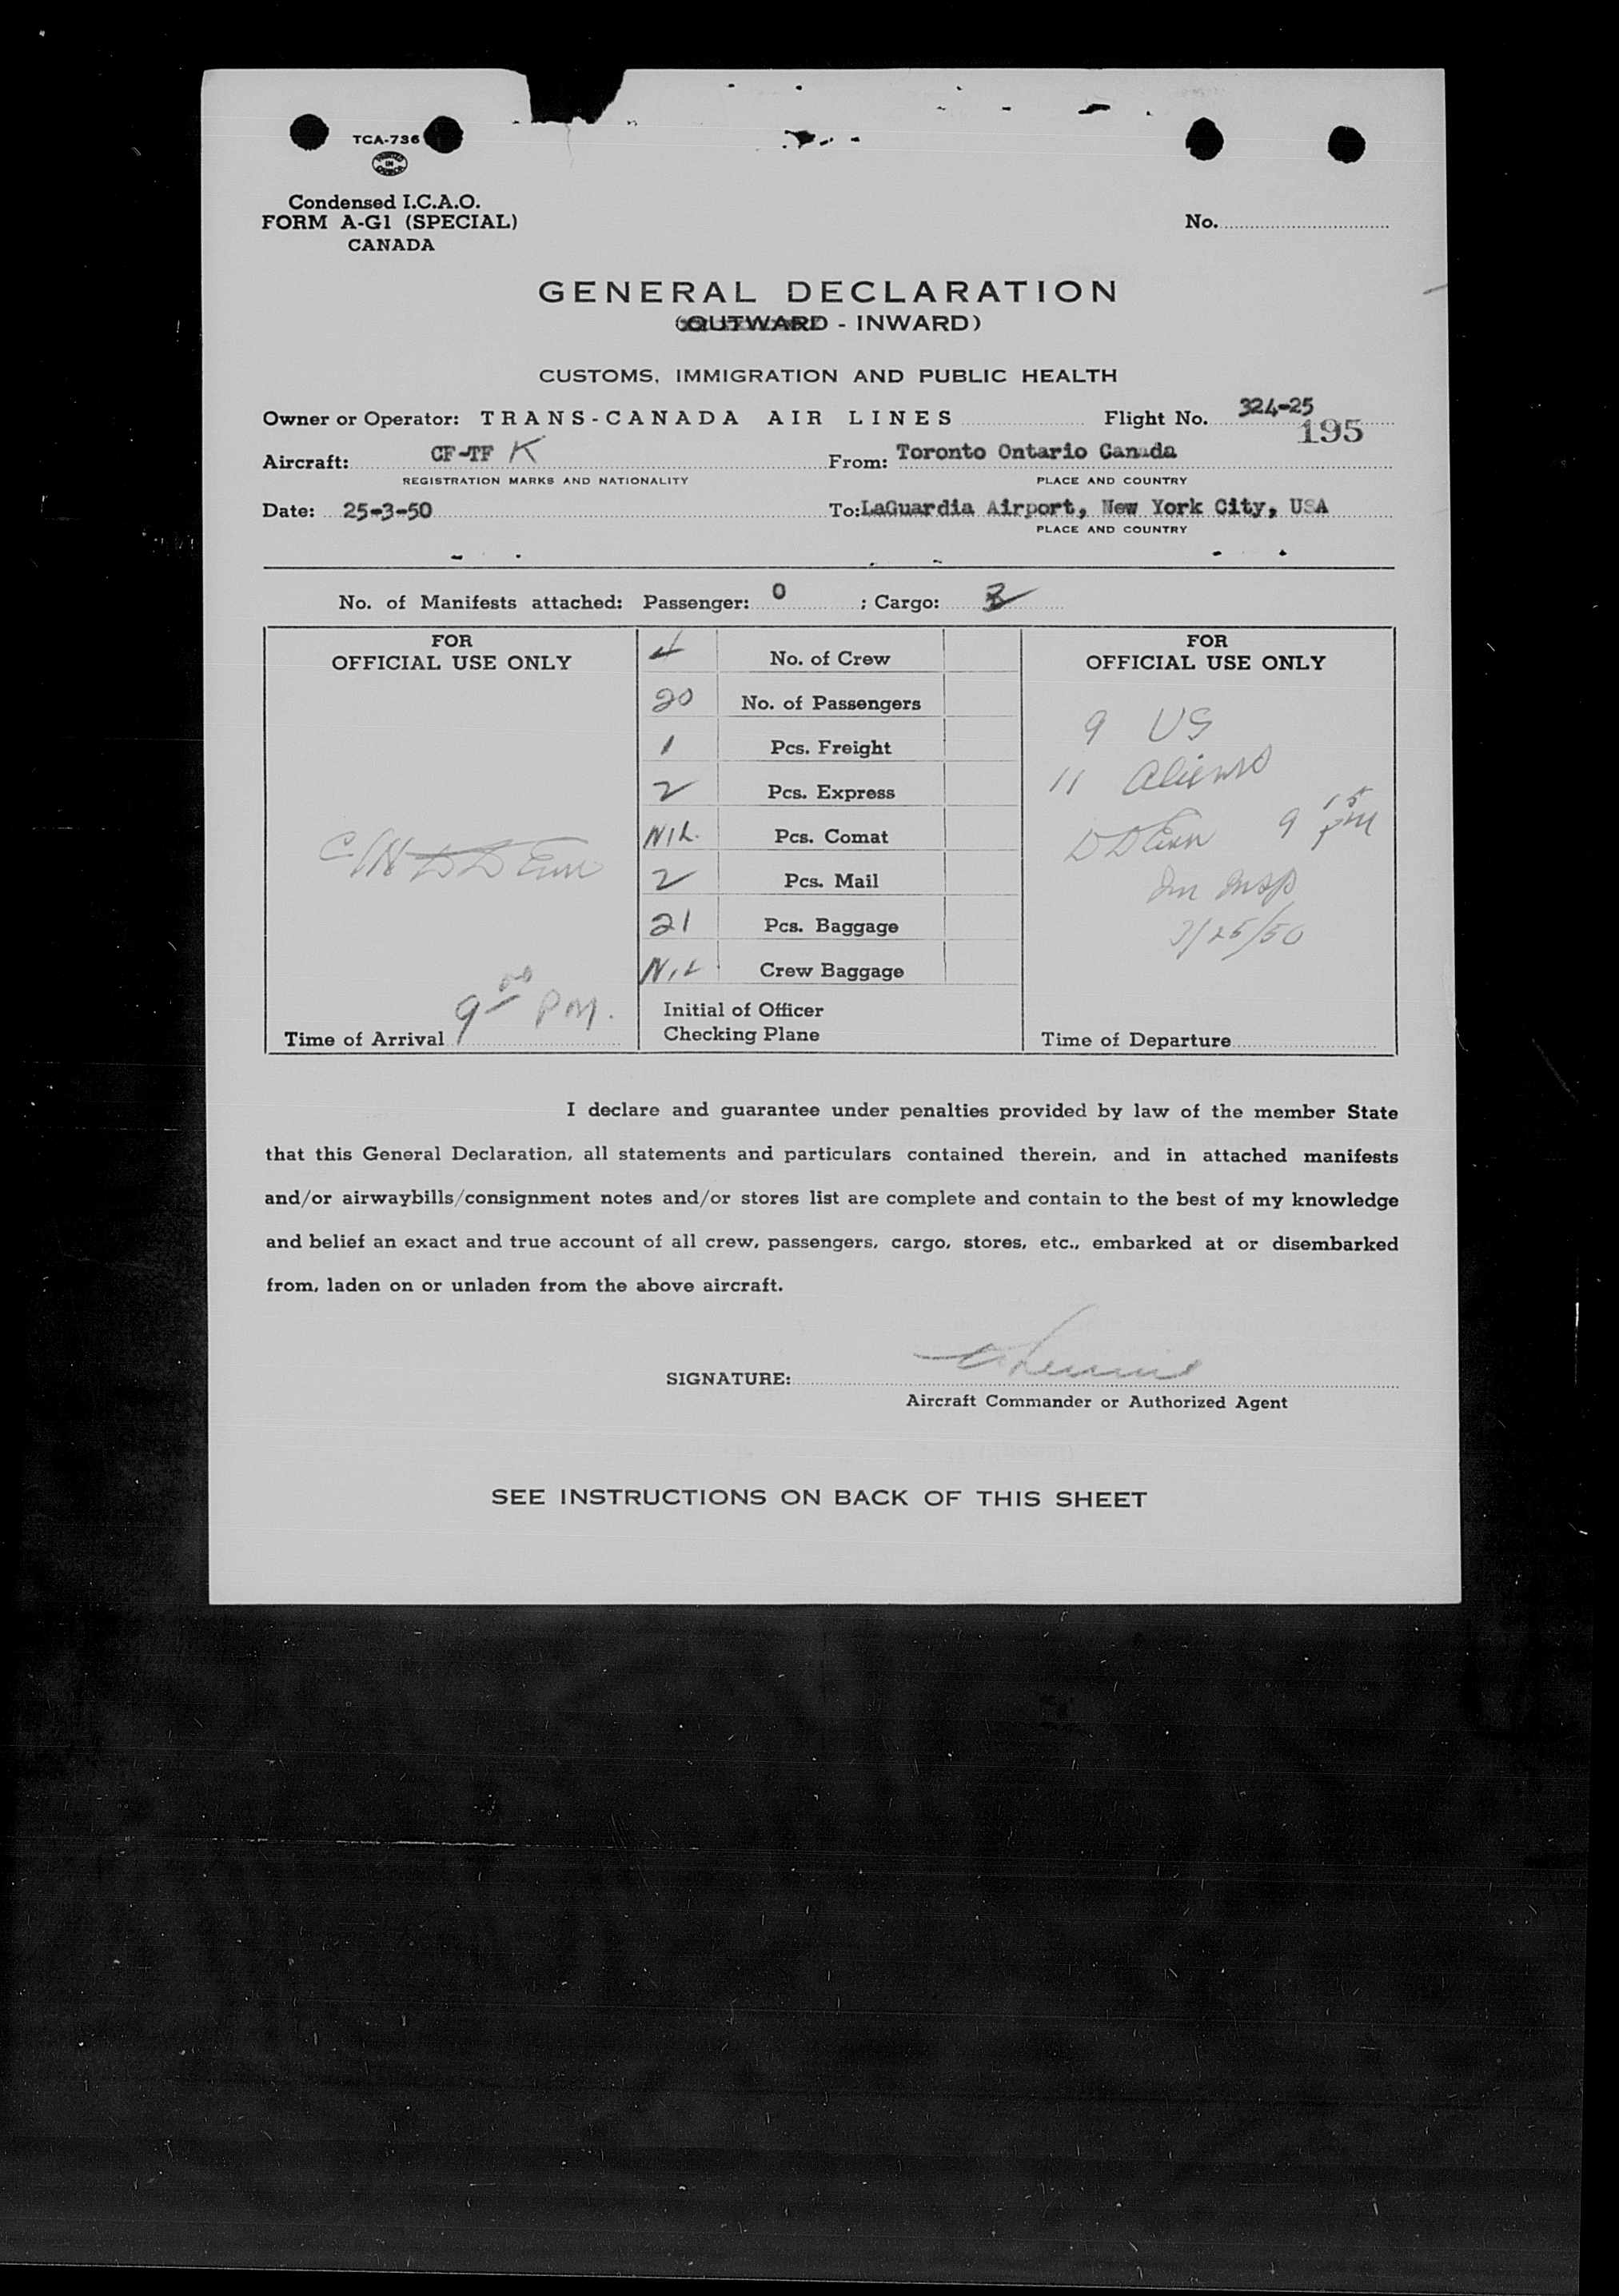 TCA-736
PRINTED IN CANADA
Condensed I.C.A.O.
FORM A-G1 (SPECIAL)
CANADA
No.
GENERAL DECLARATION
(OUTWARD - INWARD)
CUSTOMS, IMMIGRATION AND PUBLIC HEALTH
Owner or Operator: TRANS-CANADA AIR LINES Flight No. 324-25
195
Aircraft: CF-TF K From: Toronto Ontario Canada
REGISTRATION MARKS AND NATIONALITY PLACE AND COUNTRY
Date: 25-3-50 To: LaGuardia Airport, New York City, USA
PLACE AND COUNTRY
No. of Manifests attached: Passenger: 0 ; Cargo:
FOR
OFFICIAL USE ONLY
Time of Arrival 9 00 PM.
4 No. of Crew
20 No. of Passengers
1 Pcs. Freight
2 Pcs. Express
NIL. Pcs. Comat
2 Pcs. Mail
21 Pcs. Baggage
NIL Crew Baggage
Initial of Officer
Checking Plane
FOR
OFFICIAL USE ONLY
9 US
11 Aliens
9 15 PM
Im Insp
3/25/50
Time of Departure
I declare and guarantee under penalties provided by law of the member State
that this General Declaration, all statements and particulars contained therein, and in attached manifests
and/or airwaybills/consignment notes and/or stores list are complete and contain to the best of my knowledge
and belief an exact and true account of all crew, passengers, cargo, stores, etc., embarked at or disembarked
from, laden on or unladen from the above aircraft.
SIGNATURE:
Aircraft Commander or Authorized Agent
SEE INSTRUCTIONS ON BACK OF THIS SHEET